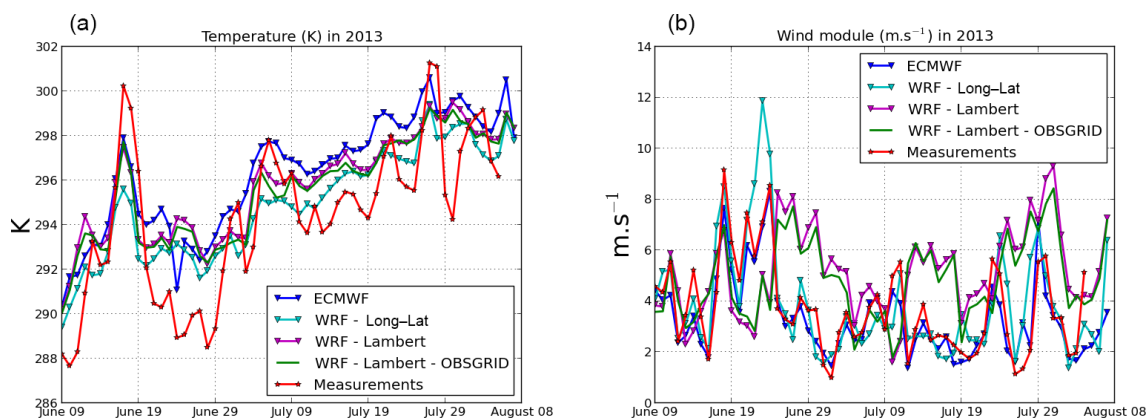 (a)
Temperature (K) in 2013
302
300
298
296
294
292
290
288
286
K
June 09
June 19
June 29
July 09
July 19
July 29
August 08
ECMWF
WRF - Long–Lat
WRF - Lambert
WRF - Lambert - OBSGRID
Measurements
(b)
Wind module (m.s⁻¹) in 2013
14
12
10
8
6
4
2
0
m.s⁻¹
June 09
June 19
June 29
July 09
July 19
July 29
August 08
ECMWF
WRF - Long–Lat
WRF - Lambert
WRF - Lambert - OBSGRID
Measurements